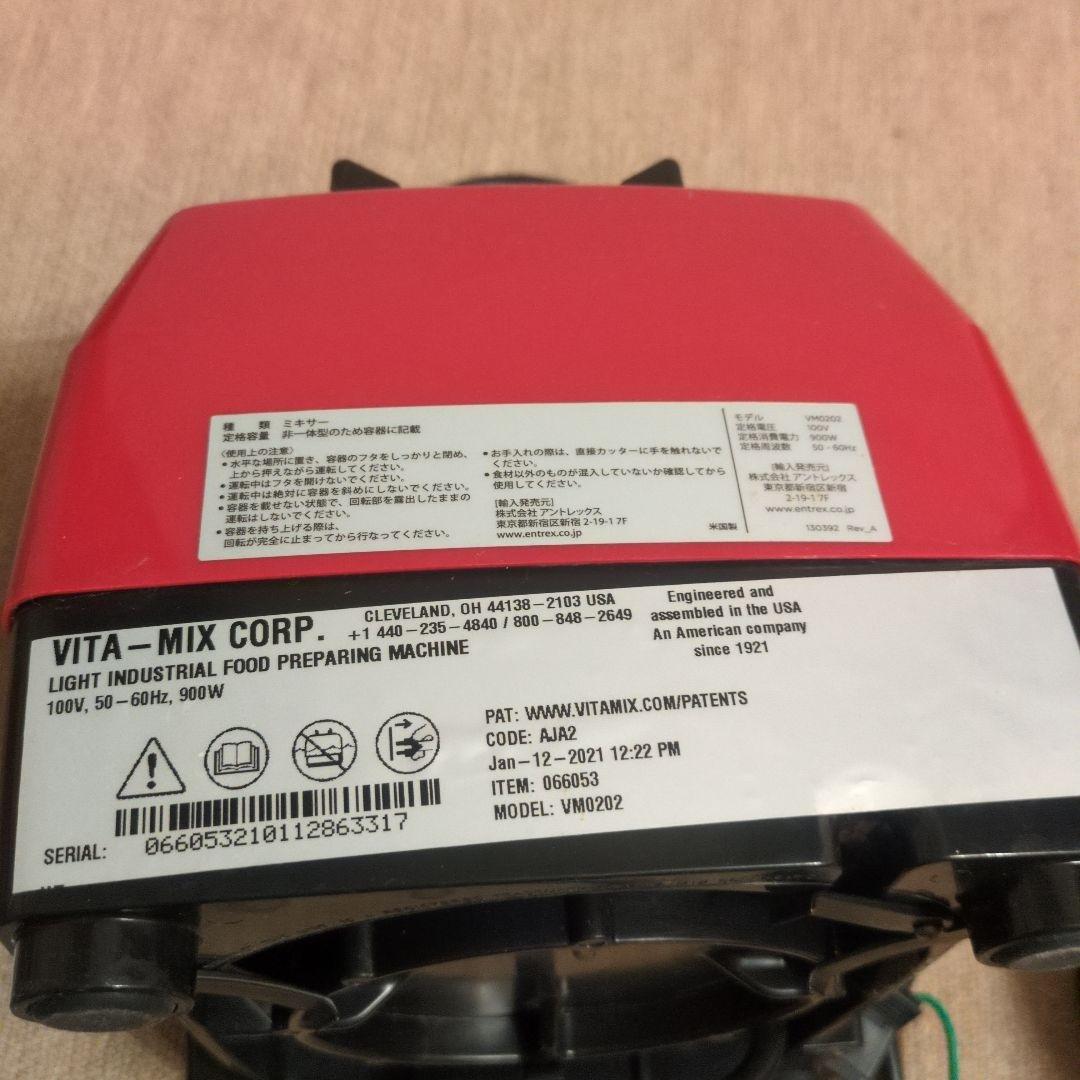 種　類　ミキサー
定格容量　非一体型のため容器に記載
〈使用上の注意〉
● 水平な場所に置き、容器のフタをしっかりと閉め、
上から押えながら運転してください。
● 運転中はフタを開けないでください。
● 運転中は絶対に容器を斜めにしないでください。
● 容器を載せない状態で、回転部を露出したままの
運転はしないでください。
● 容器を持ち上げる際は、
回転が完全に止まってから行なってください。
● お手入れの際は、直接カッターに手を触れないで
ください。
● 食材以外のものが混入していないか確認してから
使用してください。
[輸入発売元]
株式会社 アントレックス
東京都新宿区新宿 2-19-1 7F
www.entrex.co.jp
米国製
モデル　VM0202
定格電圧　100V
定格消費電力　900W
定格周波数　50 - 60Hz
[輸入発売元]
株式会社 アントレックス
東京都新宿区新宿
2-19-1 7F
www.entrex.co.jp
130392 Rev_A
VITA-MIX CORP.
CLEVELAND, OH 44138-2103 USA
+1 440-235-4840 / 800-848-2649
LIGHT INDUSTRIAL FOOD PREPARING MACHINE
100V, 50-60Hz, 900W
Engineered and
assembled in the USA
An American company
since 1921
PAT: WWW.VITAMIX.COM/PATENTS
CODE: AJA2
Jan-12-2021 12:22 PM
ITEM: 066053
MODEL: VM0202
SERIAL: 066053210112863317